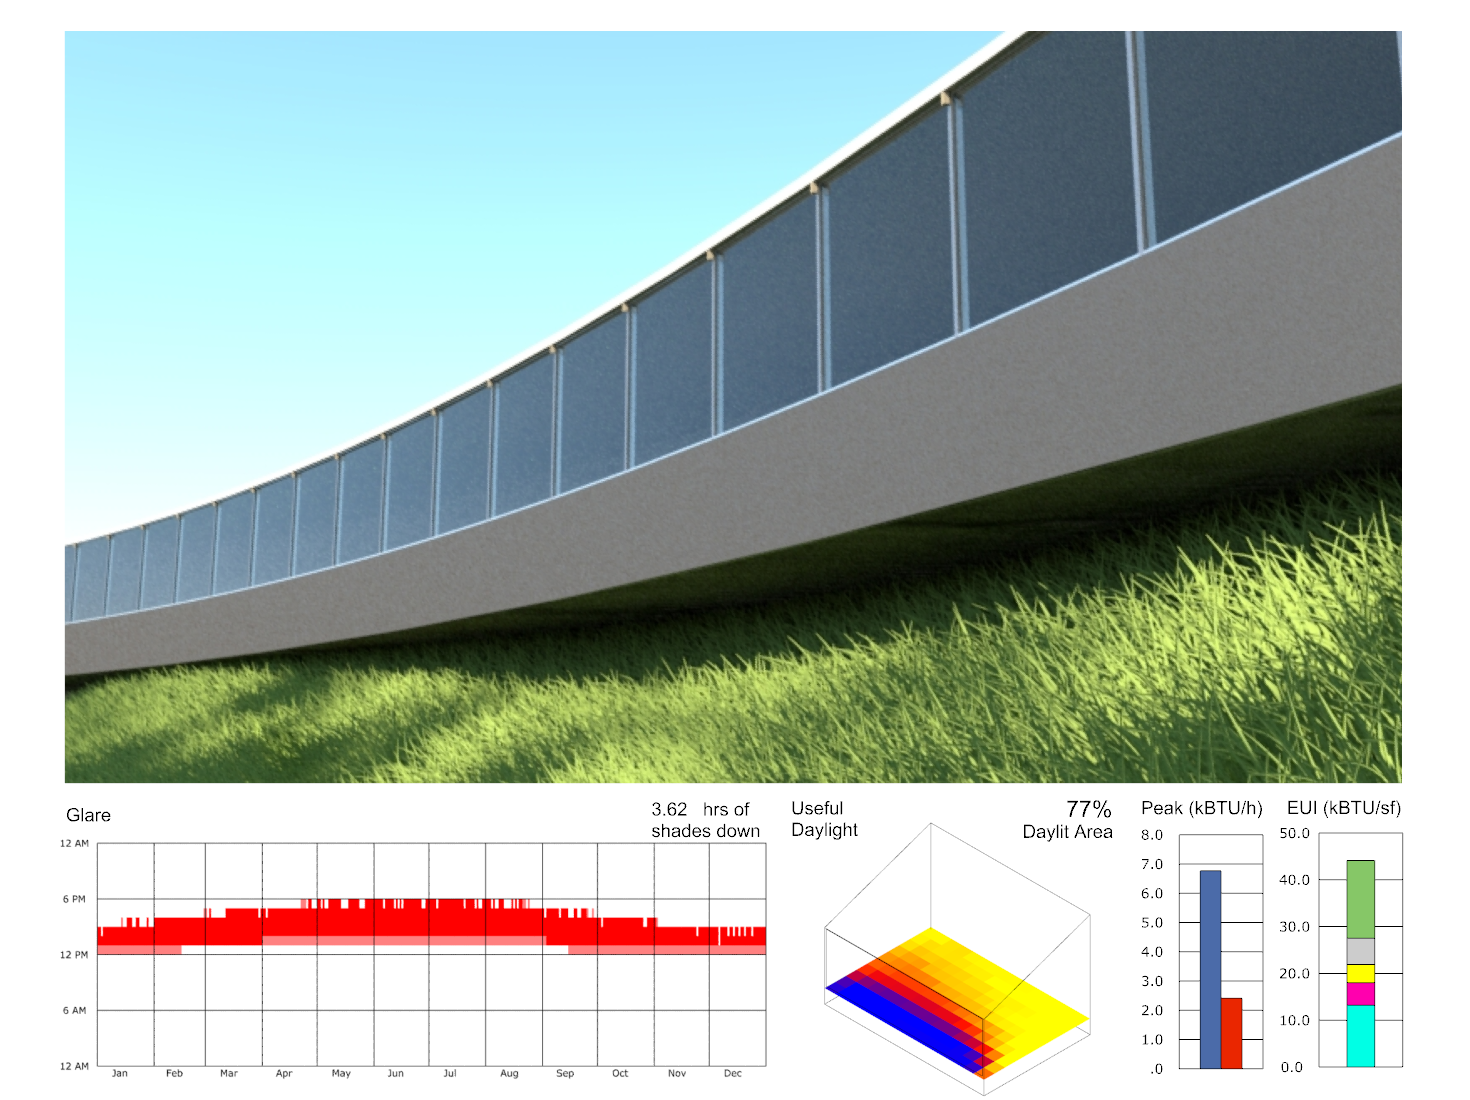 Glare
3.62 hrs of
shades down
12 AM
6 PM
12 PM
6 AM
12 AM
Jan Feb Mar Apr May Jun Jul Aug Sep Oct Nov Dec
Useful
Daylight
77%
Daylit Area
Peak (kBTU/h)
8.0
7.0
6.0
5.0
4.0
3.0
2.0
1.0
.0
EUI (kBTU/sf)
50.0
40.0
30.0
20.0
10.0
0.0